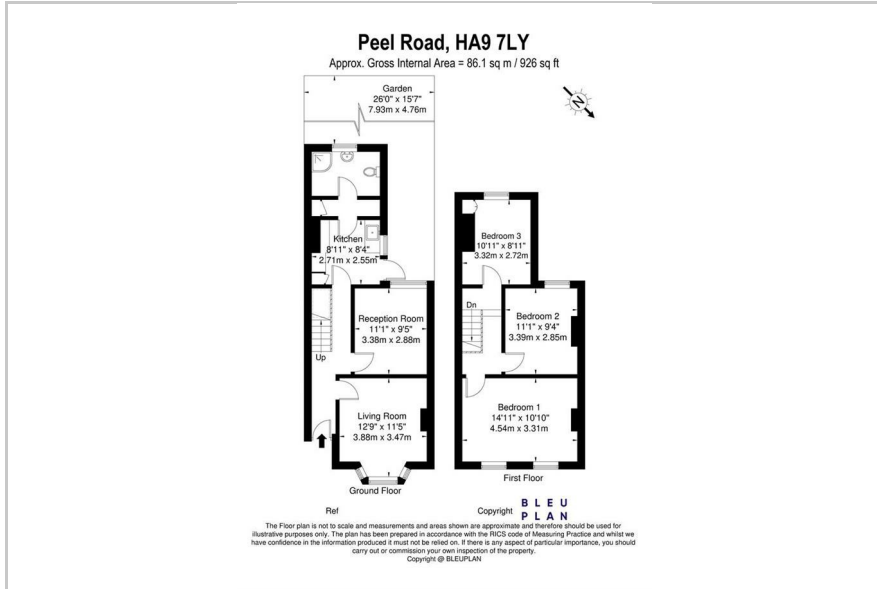 Peel Road, HA9 7LY
Approx. Gross Internal Area = 86.1 sq m / 926 sq ft
Garden
26'0" x 15'7"
7.93m x 4.76m
N
Kitchen
8'11" x 8'4"
2.71m x 2.55m
Reception Room
11'1" x 9'5"
3.38m x 2.88m
Up
Living Room
12'9" x 11'5"
3.88m x 3.47m
Ground Floor
Bedroom 3
10'11" x 8'11"
3.32m x 2.72m
Dn
Bedroom 2
11'1" x 9'4"
3.39m x 2.85m
Bedroom 1
14'11" x 10'10"
4.54m x 3.31m
First Floor
Ref
Copyright
BLEU
PLAN
The Floor plan is not to scale and measurements and areas shown are approximate and therefore should be used for
illustrative purposes only. The plan has been prepared in accordance with the RICS code of Measuring Practice and whilst we
have confidence in the information produced it must not be relied on. If there is any aspect of particular importance, you should
carry out or commission your own inspection of the property.
Copyright @ BLEUPLAN